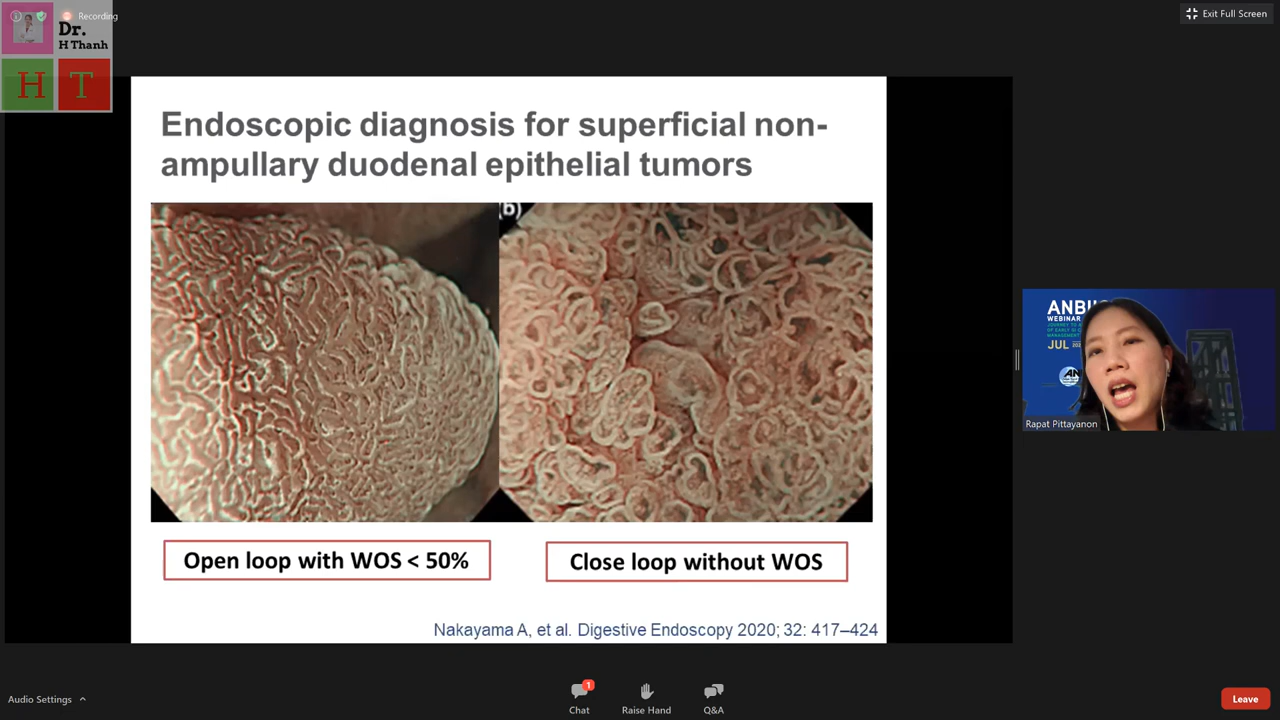 Recording
Exit Full Screen
Dr.
H Thanh
H T
Endoscopic diagnosis for superficial non-
ampullary duodenal epithelial tumors
(b)
Open loop with WOS < 50%
Close loop without WOS
Nakayama A, et al. Digestive Endoscopy 2020; 32: 417–424
WEBINAR
JUL
Rapat Pittayanon
Audio Settings
1
Chat
Raise Hand
Q&A
Leave